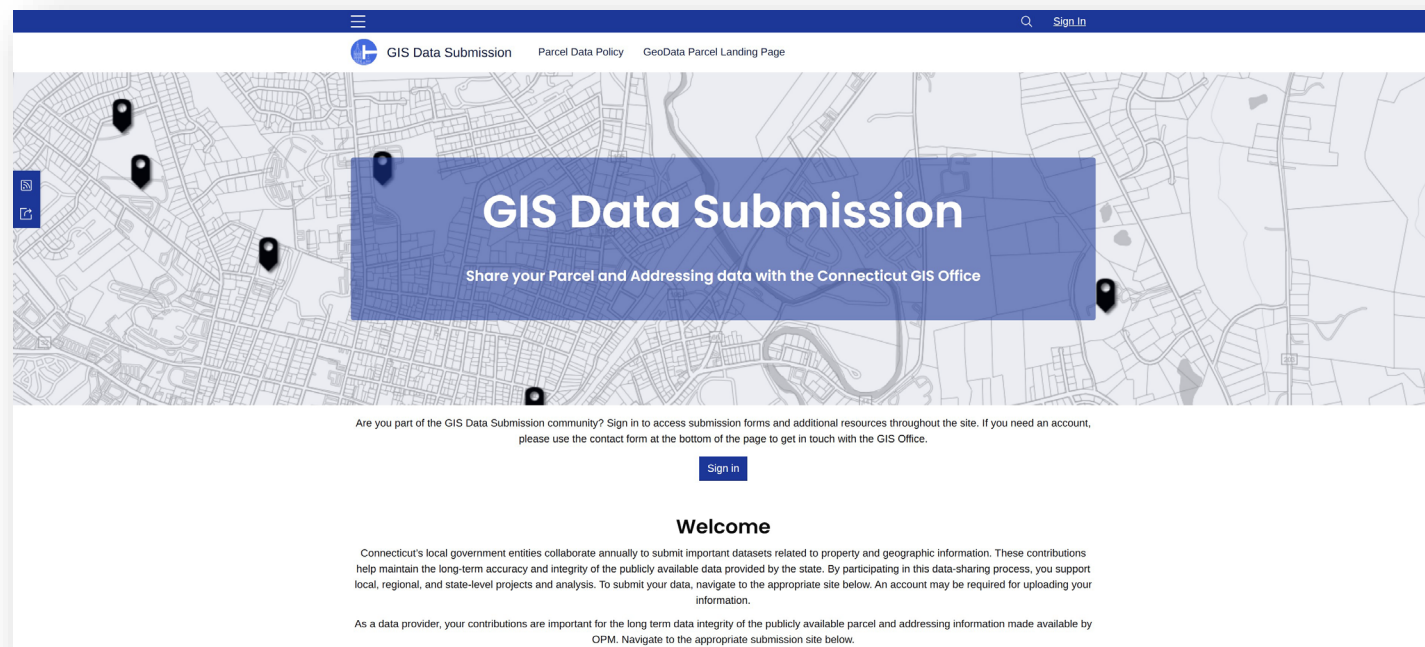 Sign In
GIS Data Submission
Parcel Data Policy
GeoData Parcel Landing Page
GIS Data Submission
Share your Parcel and Addressing data with the Connecticut GIS Office
Are you part of the GIS Data Submission community? Sign in to access submission forms and additional resources throughout the site. If you need an account,
please use the contact form at the bottom of the page to get in touch with the GIS Office.
Sign in
Welcome
Connecticut's local government entities collaborate annually to submit important datasets related to property and geographic information. These contributions
help maintain the long-term accuracy and integrity of the publicly available data provided by the state. By participating in this data-sharing process, you support
local, regional, and state-level projects and analysis. To submit your data, navigate to the appropriate site below. An account may be required for uploading your
information.
As a data provider, your contributions are important for the long term data integrity of the publicly available parcel and addressing information made available by
OPM. Navigate to the appropriate submission site below.